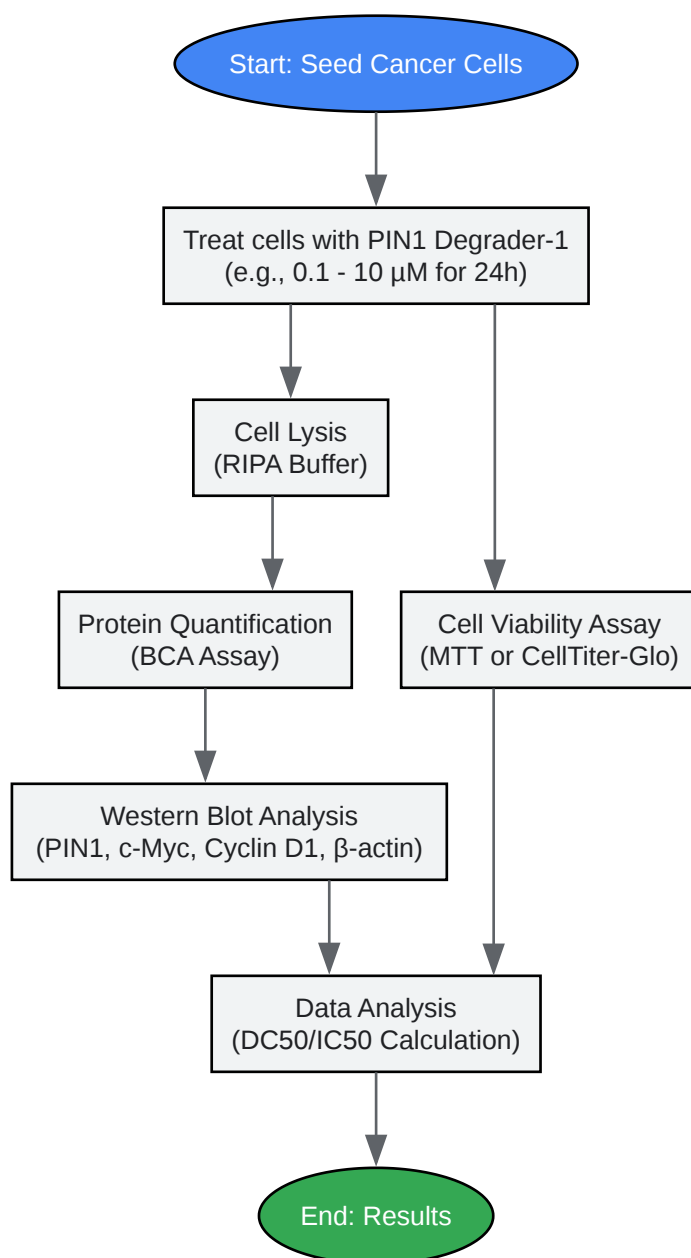 Start: Seed Cancer Cells
Treat cells with PIN1 Degrader-1
(e.g., 0.1 - 10 µM for 24h)
Cell Lysis
(RIPA Buffer)
Protein Quantification
(BCA Assay)
Cell Viability Assay
(MTT or CellTiter-Glo)
Western Blot Analysis
(PIN1, c-Myc, Cyclin D1, β-actin)
Data Analysis
(DC50/IC50 Calculation)
End: Results